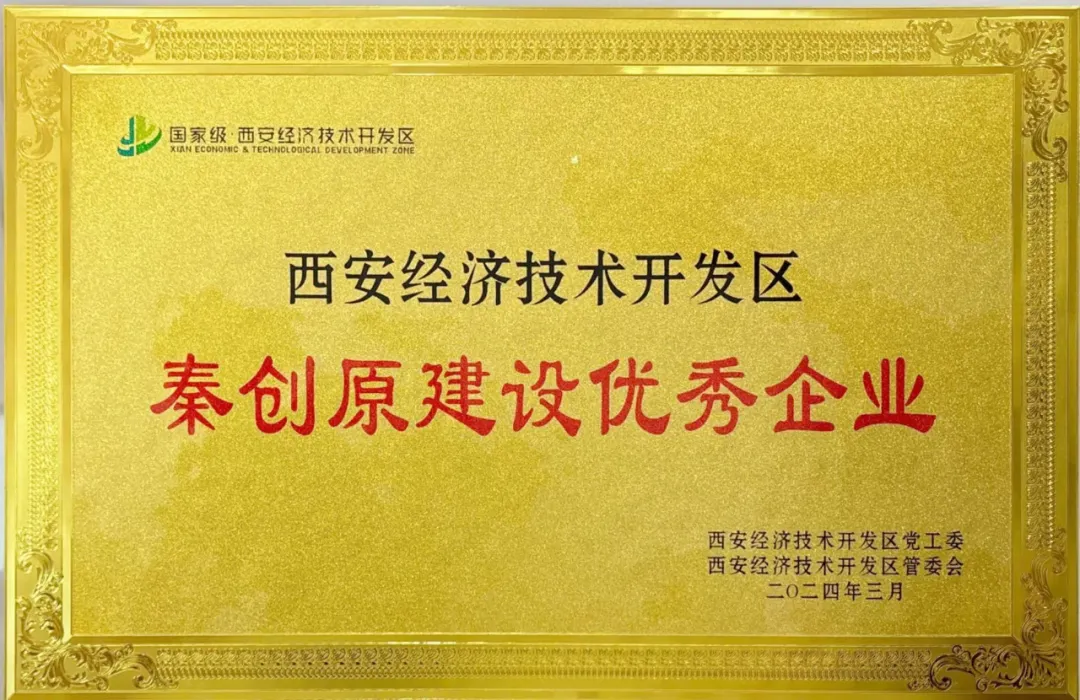 国家级·西安经济技术开发区
XIAN ECONOMIC & TECHNOLOGICAL DEVELOPMENT ZONE
西安经济技术开发区
秦创原建设优秀企业
西安经济技术开发区党工委
西安经济技术开发区管委会
二〇二四年三月